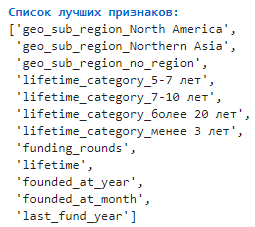 Список лучших признаков:
['geo_sub_region_North America',
'geo_sub_region_Northern Asia',
'geo_sub_region_no_region',
'lifetime_category_5-7 лет',
'lifetime_category_7-10 лет',
'lifetime_category_более 20 лет',
'lifetime_category_менее 3 лет',
'funding_rounds',
'lifetime',
'founded_at_year',
'founded_at_month',
'last_fund_year']